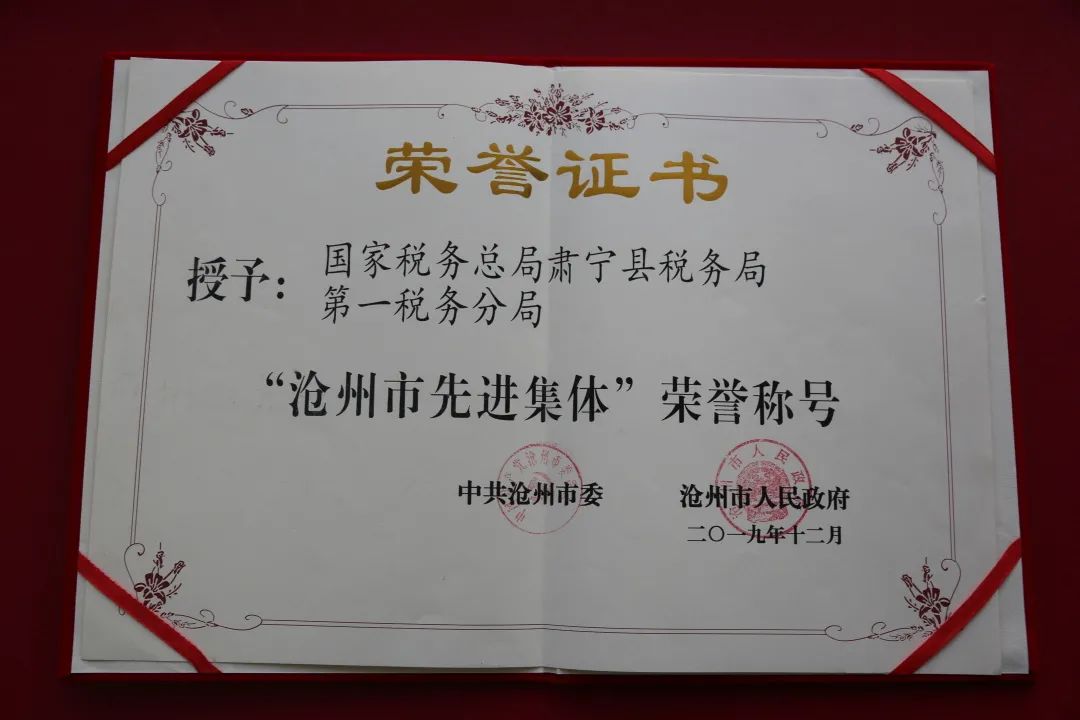 荣誉证书
授予：
国家税务总局肃宁县税务局
第一税务分局
“沧州市先进集体”荣誉称号
中共沧州市委
沧州市人民政府
二〇一九年十二月